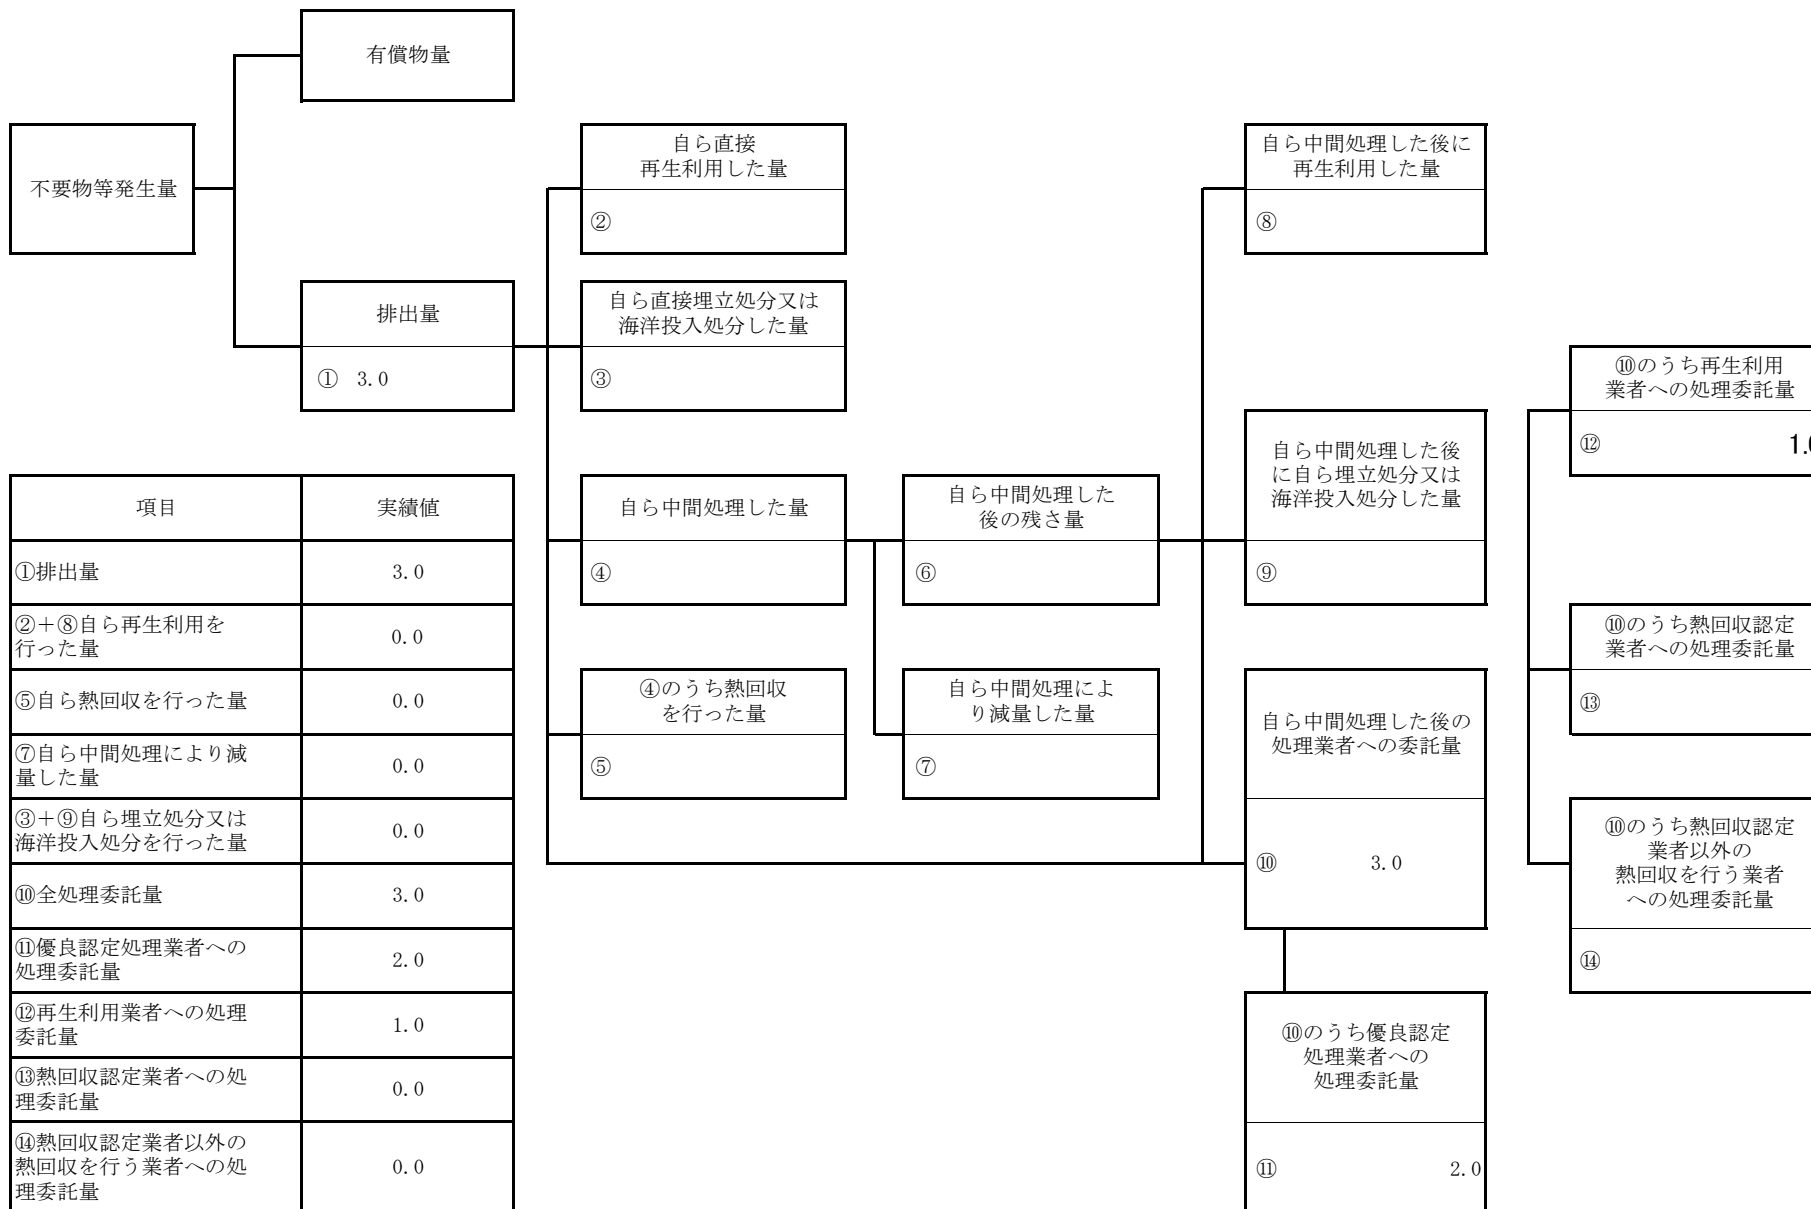 有償物量
不要物等発生量
排出量
① 3.0
自ら直接
再生利用した量
②
自ら直接埋立処分又は
海洋投入処分した量
③
自ら中間処理した量
④
④のうち熱回収
を行った量
⑤
自ら中間処理した
後の残さ量
⑥
自ら中間処理によ
り減量した量
⑦
自ら中間処理した後に
再生利用した量
⑧
自ら中間処理した後
に自ら埋立処分又は
海洋投入処分した量
⑨
自ら中間処理した後の
処理業者への委託量
⑩ 3.0
⑩のうち優良認定
処理業者への
処理委託量
⑪ 2.0
⑩のうち再生利用
業者への処理委託量
⑫ 1.0
⑩のうち熱回収認定
業者への処理委託量
⑬
⑩のうち熱回収認定
業者以外の
熱回収を行う業者
への処理委託量
⑭
項目 実績値
①排出量 3.0
②+⑧自ら再生利用を
行った量 0.0
⑤自ら熱回収を行った量 0.0
⑦自ら中間処理により減
量した量 0.0
③+⑨自ら埋立処分又は
海洋投入処分を行った量 0.0
⑩全処理委託量 3.0
⑪優良認定処理業者への
処理委託量 2.0
⑫再生利用業者への処理
委託量 1.0
⑬熱回収認定業者への処
理委託量 0.0
⑭熱回収認定業者以外の
熱回収を行う業者への処
理委託量 0.0